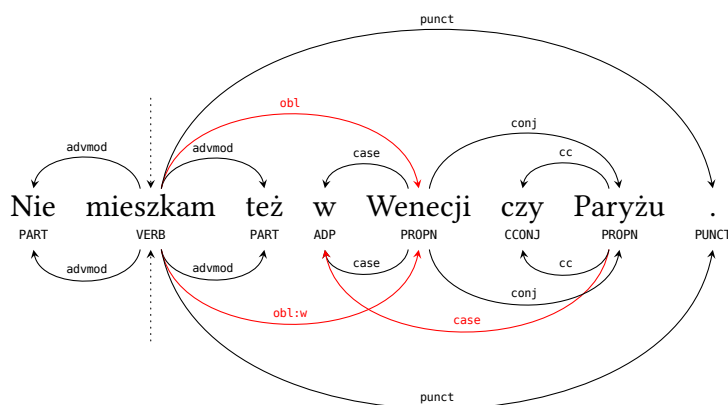 punct
obl
conj
advmod advmod case cc
Nie mieszkam też w Wenecji czy Paryżu .
PART VERB PART ADP PROPN CCONJ PROPN PUNCT
advmod advmod case cc
conj
obl:w case
punct